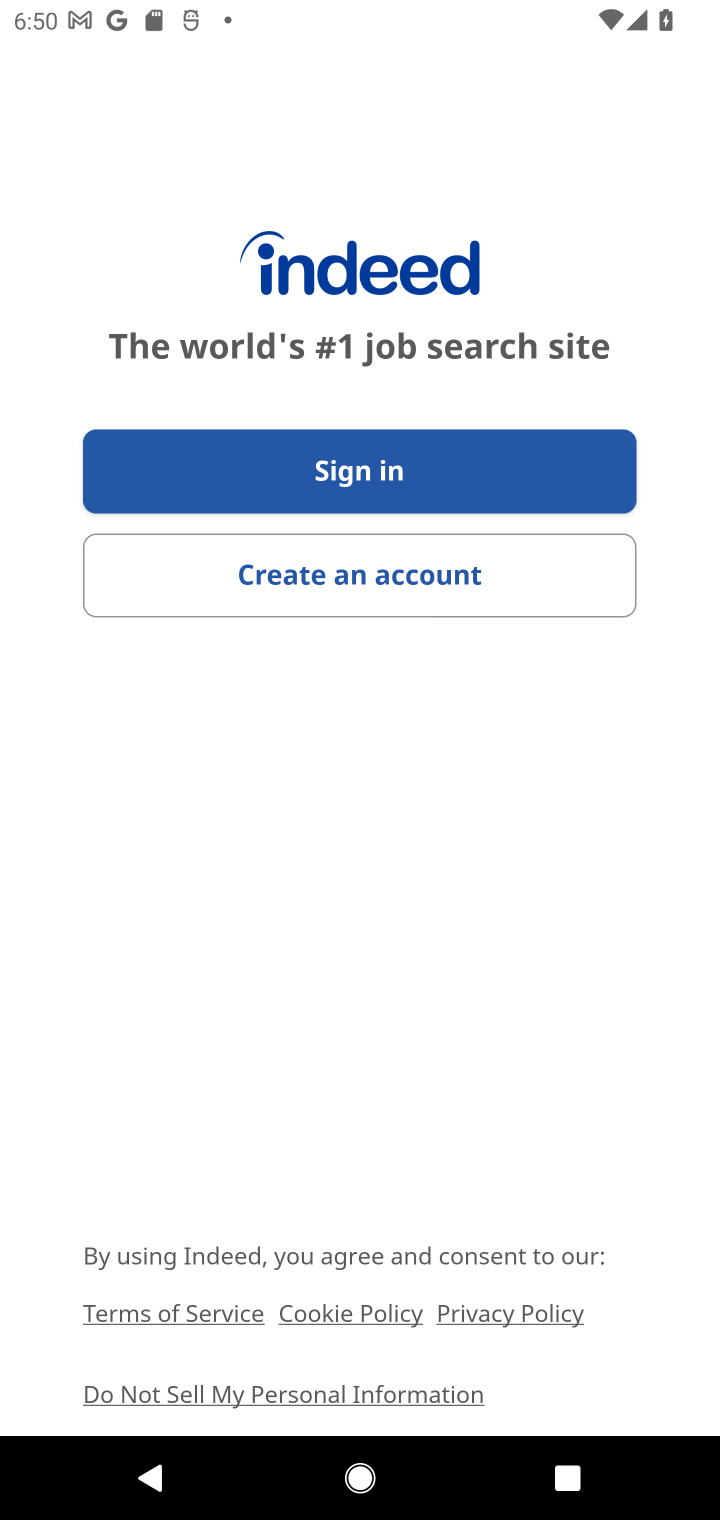 6:50
indeed
The world's #1 job search site
Sign in
Create an account
By using Indeed, you agree and consent to our:
Terms of Service Cookie Policy Privacy Policy
Do Not Sell My Personal Information